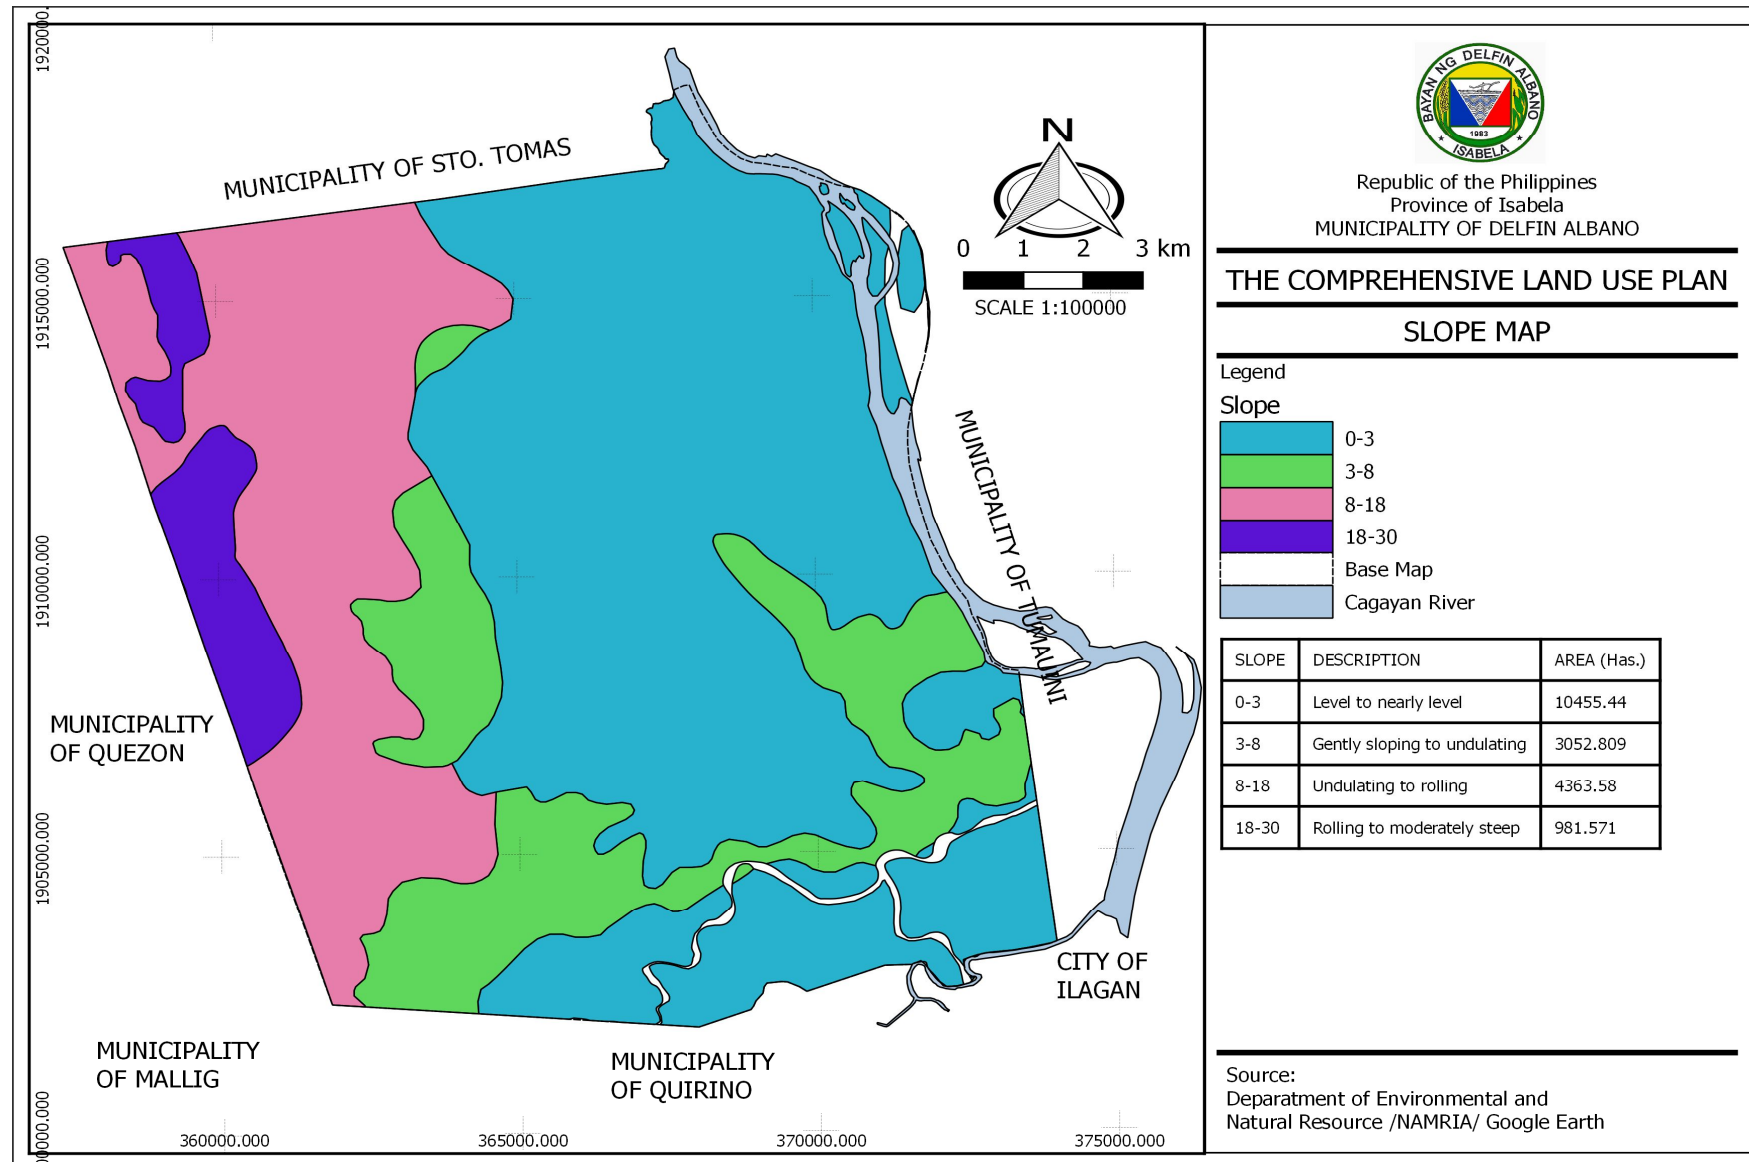 1920000.
1915000.000
1910000.000
1905000.000
00000.000
360000.000
365000.000
370000.000
375000.000
MUNICIPALITY OF STO. TOMAS
N
0 1 2 3 km
SCALE 1:100000
MUNICIPALITY OF TUMAUINI
MUNICIPALITY
OF QUEZON
CITY OF
ILAGAN
MUNICIPALITY
OF MALLIG
MUNICIPALITY
OF QUIRINO
BAYAN NG DELFIN ALBANO
1983
ISABELA
Republic of the Philippines
Province of Isabela
MUNICIPALITY OF DELFIN ALBANO
THE COMPREHENSIVE LAND USE PLAN
SLOPE MAP
Legend
Slope
0-3
3-8
8-18
18-30
Base Map
Cagayan River
SLOPE DESCRIPTION AREA (Has.)
0-3 Level to nearly level 10455.44
3-8 Gently sloping to undulating 3052.809
8-18 Undulating to rolling 4363.58
18-30 Rolling to moderately steep 981.571
Source:
Deparatment of Environmental and
Natural Resource /NAMRIA/ Google Earth